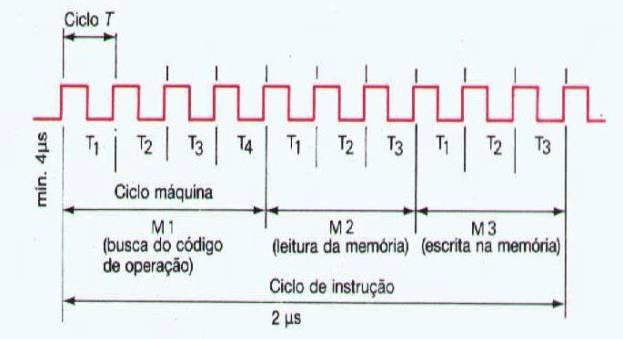 Ciclo T
min. 4µs
T1 T2 T3 T4 T1 T2 T3 T1 T2 T3
Ciclo máquina
M 1 M 2 M 3
(busca do código (leitura da memória) (escrita na memória)
de operação)
Ciclo de instrução
2 µs